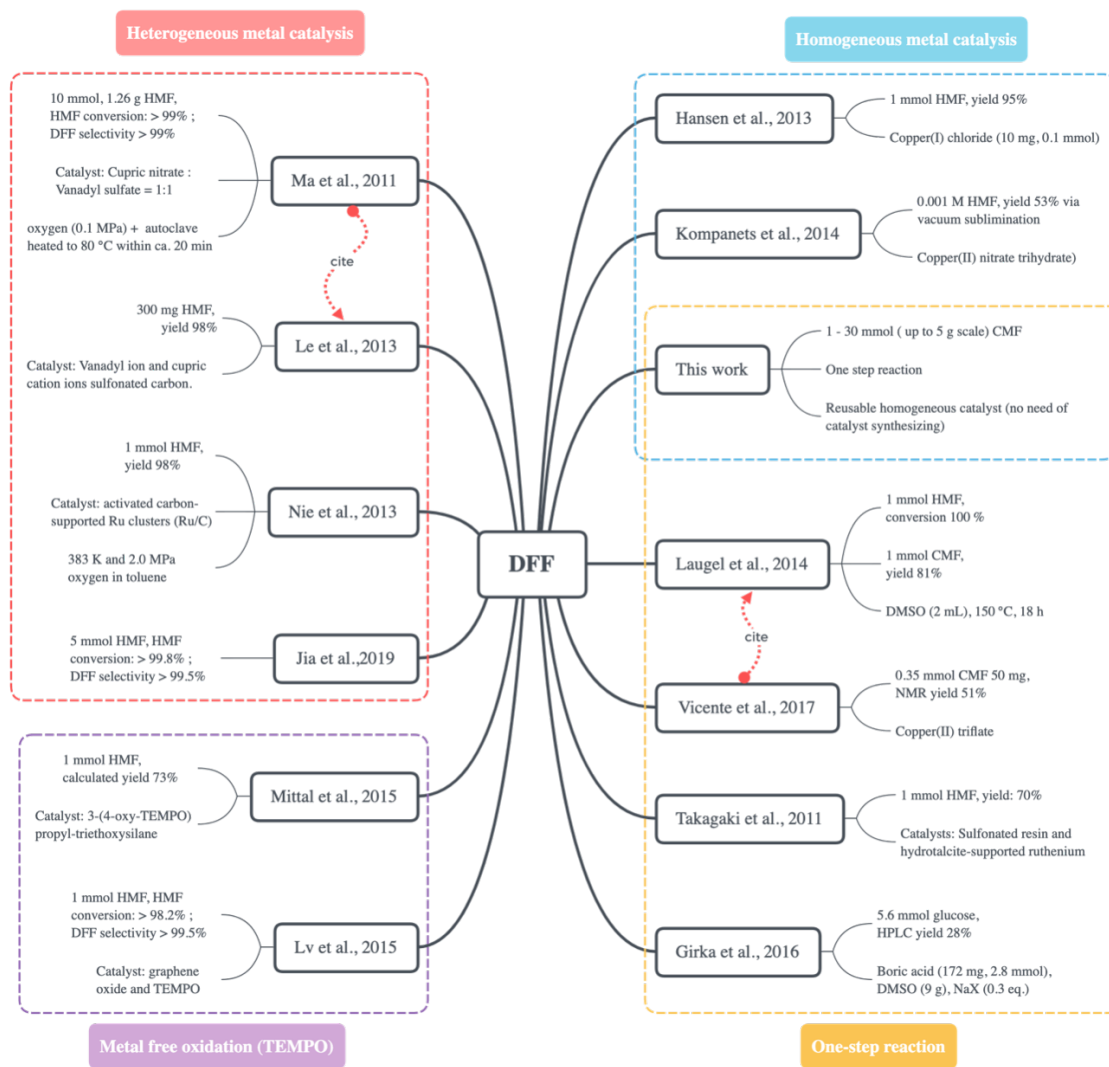 Heterogeneous metal catalysis
10 mmol, 1.26 g HMF,
HMF conversion: > 99% ;
DFF selectivity > 99%
Catalyst: Cupric nitrate :
Vanadyl sulfate = 1:1
oxygen (0.1 MPa) + autoclave
heated to 80 °C within ca. 20 min
Ma et al., 2011
cite
300 mg HMF,
yield 98%
Catalyst: Vanadyl ion and cupric
cation ions sulfonated carbon.
Le et al., 2013
1 mmol HMF,
yield 98%
Catalyst: activated carbon-
supported Ru clusters (Ru/C)
383 K and 2.0 MPa
oxygen in toluene
Nie et al., 2013
5 mmol HMF, HMF
conversion: > 99.8% ;
DFF selectivity > 99.5%
Jia et al.,2019
1 mmol HMF,
calculated yield 73%
Catalyst: 3-(4-oxy-TEMPO)
propyl-triethoxysilane
Mittal et al., 2015
1 mmol HMF, HMF
conversion: > 98.2% ;
DFF selectivity > 99.5%
Catalyst: graphene
oxide and TEMPO
Lv et al., 2015
Metal free oxidation (TEMPO)
DFF
Homogeneous metal catalysis
Hansen et al., 2013
1 mmol HMF, yield 95%
Copper(I) chloride (10 mg, 0.1 mmol)
Kompanets et al., 2014
0.001 M HMF, yield 53% via
vacuum sublimination
Copper(II) nitrate trihydrate)
This work
1 - 30 mmol ( up to 5 g scale) CMF
One step reaction
Reusable homogeneous catalyst (no need of
catalyst synthesizing)
Laugel et al., 2014
1 mmol HMF,
conversion 100 %
1 mmol CMF,
yield 81%
DMSO (2 mL), 150 °C, 18 h
cite
Vicente et al., 2017
0.35 mmol CMF 50 mg,
NMR yield 51%
Copper(II) triflate
Takagaki et al., 2011
1 mmol HMF, yield: 70%
Catalysts: Sulfonated resin and
hydrotalcite-supported ruthenium
Girka et al., 2016
5.6 mmol glucose,
HPLC yield 28%
Boric acid (172 mg, 2.8 mmol),
DMSO (9 g), NaX (0.3 eq.)
One-step reaction